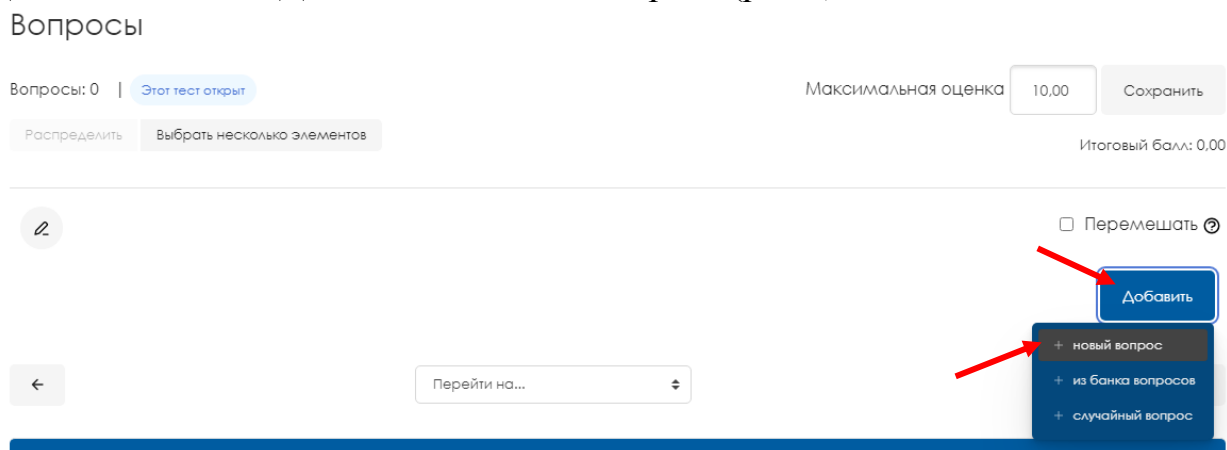 Вопросы
Вопросы: 0 | Этот тест открыт
Максимальная оценка 10,00 Сохранить
Распределить Выбрать несколько элементов
Итоговый балл: 0,00
Перемешать
Добавить
+ новый вопрос
Перейти на...
+ из банка вопросов
+ случайный вопрос